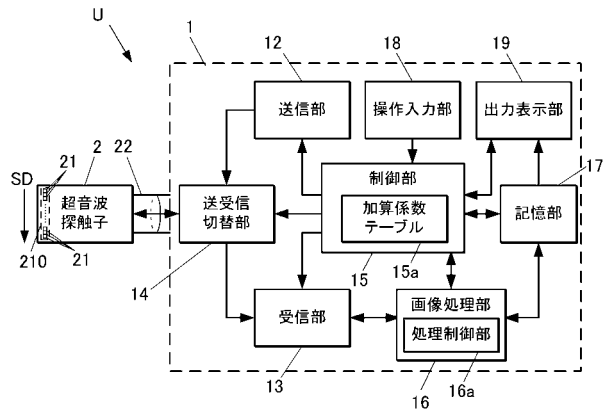 U
1
12
18
19
送信部
操作入力部
出力表示部
SD
21
2
22
17
超音波
探触子
送受信
切替部
制御部
加算係数
テーブル
記憶部
210
21
14
15
15a
受信部
画像処理部
処理制御部
13
16
16a